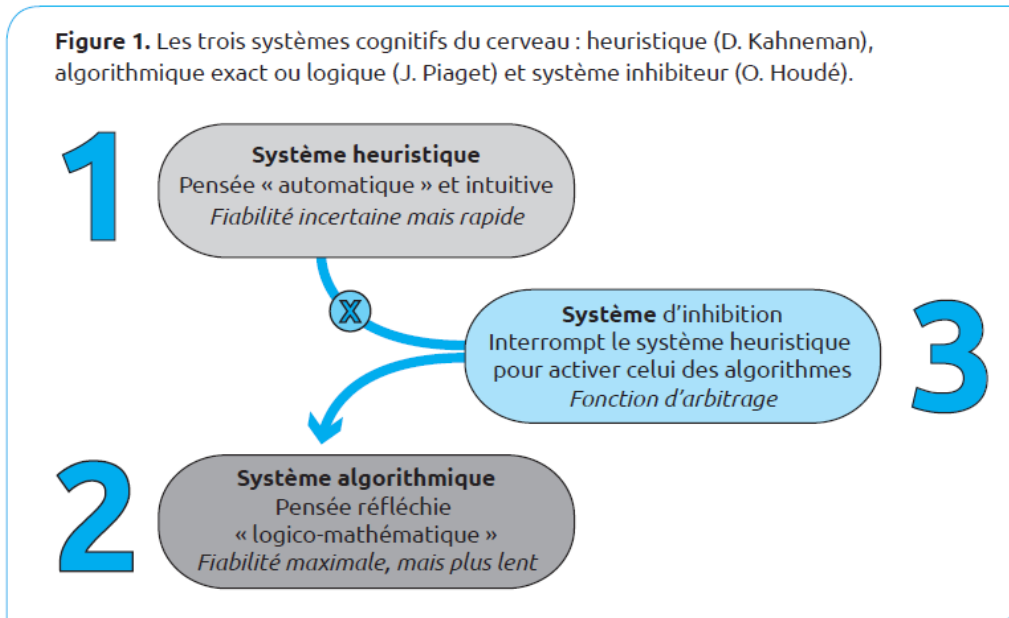 Figure 1. Les trois systèmes cognitifs du cerveau : heuristique (D. Kahneman),
algorithmique exact ou logique (J. Piaget) et système inhibiteur (O. Houdé).
1
Système heuristique
Pensée « automatique » et intuitive
Fiabilité incertaine mais rapide
X
Système d’inhibition
Interrompt le système heuristique
pour activer celui des algorithmes
Fonction d’arbitrage
3
2
Système algorithmique
Pensée réfléchie
« logico-mathématique »
Fiabilité maximale, mais plus lent